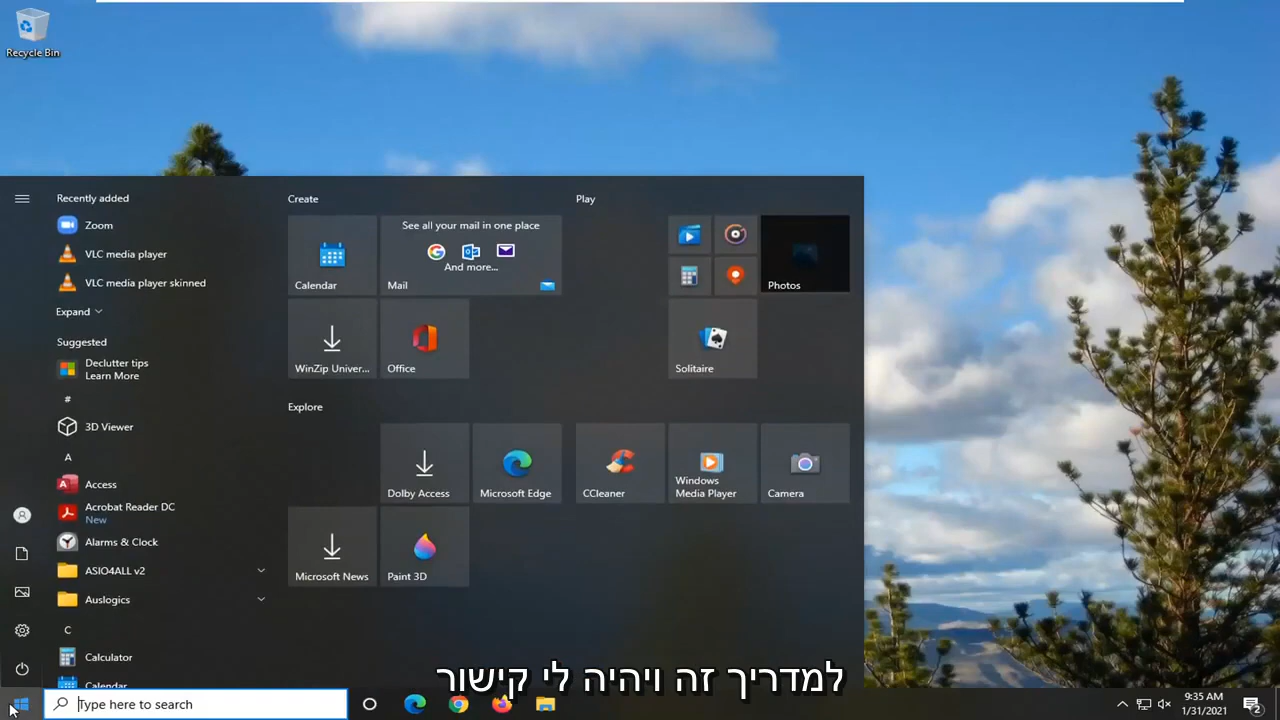 Recycle Bin
Recently added
Zoom
VLC media player
VLC media player skinned
Expand
Suggested
Declutter tips
Learn More
#
3D Viewer
A
Access
Acrobat Reader DC
New
Alarms & Clock
ASIO4ALL v2
Auslogics
C
Calculator
Calendar
Create
Calendar
See all your mail in one place
And more...
Mail
WinZip Univer...
Office
Explore
Dolby Access
Microsoft Edge
Microsoft News
Paint 3D
Play
Photos
Solitaire
CCleaner
Windows
Media Player
Camera
למדריך זה ויהיה לי קישור
Type here to search
9:35 AM
1/31/2021
2